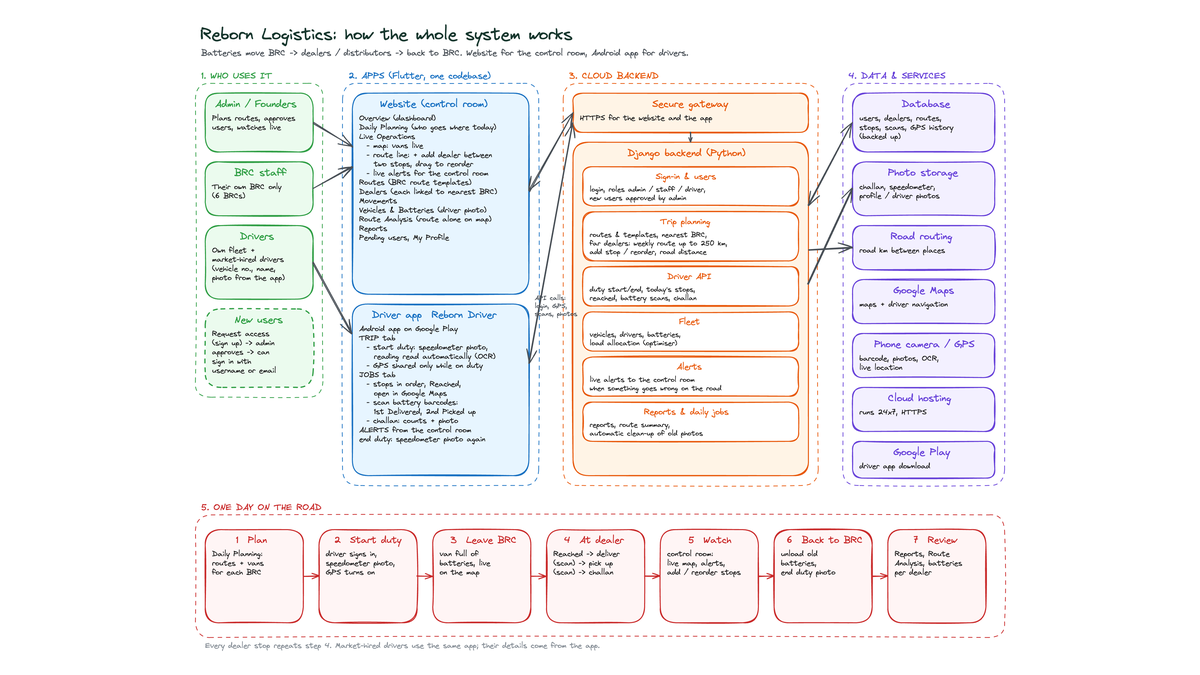 Reborn Logistics: how the whole system works
Batteries move BRC -> dealers / distributors -> back to BRC. Website for the control room, Android app for drivers.
1. WHO USES IT
Admin / Founders
Plans routes, approves
users, watches live
BRC staff
Their own BRC only
(6 BRCs)
Drivers
Own fleet +
market-hired drivers
(vehicle no., name,
photo from the app)
New users
Request access
(sign up) -> admin
approves -> can
sign in with
username or email
2. APPS (Flutter, one codebase)
Website (control room)
Overview (dashboard)
Daily Planning (who goes where today)
Live Operations
- map: vans live
- route line: + add dealer between
two stops, drag to reorder
- live alerts for the control room
Routes (BRC route templates)
Dealers (each linked to nearest BRC)
Movements
Vehicles & Batteries (driver photo)
Route Analysis (route alone on map)
Reports
Pending users, My Profile
Driver app  Reborn Driver
Android app on Google Play
TRIP tab
- start duty: speedometer photo,
reading read automatically (OCR)
- GPS shared only while on duty
JOBS tab
- stops in order, Reached,
open in Google Maps
- scan battery barcodes:
1st Delivered, 2nd Picked up
- challan: counts + photo
ALERTS from the control room
end duty: speedometer photo again
API calls:
login, GPS,
scans, photos
3. CLOUD BACKEND
Secure gateway
HTTPS for the website and the app
Django backend (Python)
Sign-in & users
login, roles admin / staff / driver,
new users approved by admin
Trip planning
routes & templates, nearest BRC,
far dealers: weekly route up to 250 km,
add stop / reorder, road distance
Driver API
duty start/end, today's stops,
reached, battery scans, challan
Fleet
vehicles, drivers, batteries,
load allocation (optimiser)
Alerts
live alerts to the control room
when something goes wrong on the road
Reports & daily jobs
reports, route summary,
automatic clean-up of old photos
4. DATA & SERVICES
Database
users, dealers, routes,
stops, scans, GPS history
(backed up)
Photo storage
challan, speedometer,
profile / driver photos
Road routing
road km between places
Google Maps
maps + driver navigation
Phone camera / GPS
barcode, photos, OCR,
live location
Cloud hosting
runs 24x7, HTTPS
Google Play
driver app download
5. ONE DAY ON THE ROAD
1  Plan
Daily Planning:
routes + vans
for each BRC
2  Start duty
driver signs in,
speedometer photo,
GPS turns on
3  Leave BRC
van full of
batteries, live
on the map
4  At dealer
Reached -> deliver
(scan) -> pick up
(scan) -> challan
5  Watch
control room:
live map, alerts,
add / reorder stops
6  Back to BRC
unload old
batteries,
end duty photo
7  Review
Reports, Route
Analysis, batteries
per dealer
Every dealer stop repeats step 4. Market-hired drivers use the same app; their details come from the app.